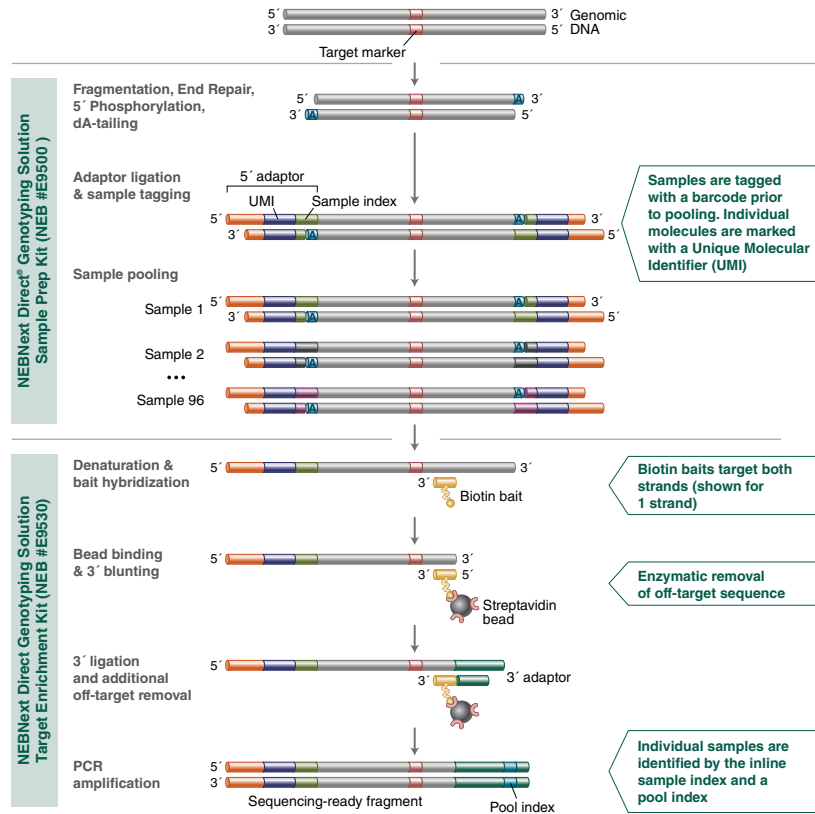 5´ 3´ Genomic
3´ 5´ DNA
Target marker
NEBNext Direct® Genotyping Solution
Sample Prep Kit (NEB #E9500 )
Fragmentation, End Repair,
5´ Phosphorylation,
dA-tailing
A 3´
3´ A 5´
Adaptor ligation
& sample tagging
5´ adaptor
UMI Sample index
5´ A 3´
3´ A 5´
Samples are tagged
with a barcode prior
to pooling. Individual
molecules are marked
with a Unique Molecular
Identifier (UMI)
Sample pooling
Sample 1
5´ A 3´
3´ A 5´
Sample 2
A
A
•••
Sample 96
A
A
NEBNext Direct Genotyping Solution
Target Enrichment Kit (NEB #E9530)
Denaturation &
bait hybridization
5´ 3´
3´
Biotin bait
Biotin baits target both
strands (shown for
1 strand)
Bead binding
& 3´ blunting
5´ 3´
3´ 5´
Streptavidin
bead
Enzymatic removal
of off-target sequence
3´ ligation
and additional
off-target removal
5´
3´ 3´ adaptor
PCR
amplification
5´
3´
Sequencing-ready fragment
Pool index
Individual samples are
identified by the inline
sample index and a
pool index